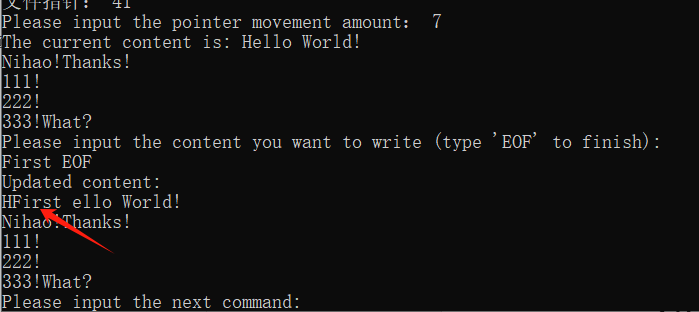 文件指针： 41
Please input the pointer movement amount： 7
The current content is: Hello World!
Nihao!Thanks!
111!
222!
333!What?
Please input the content you want to write (type 'EOF' to finish):
First EOF
Updated content:
HFirst ello World!
Nihao!Thanks!
111!
222!
333!What?
Please input the next command: